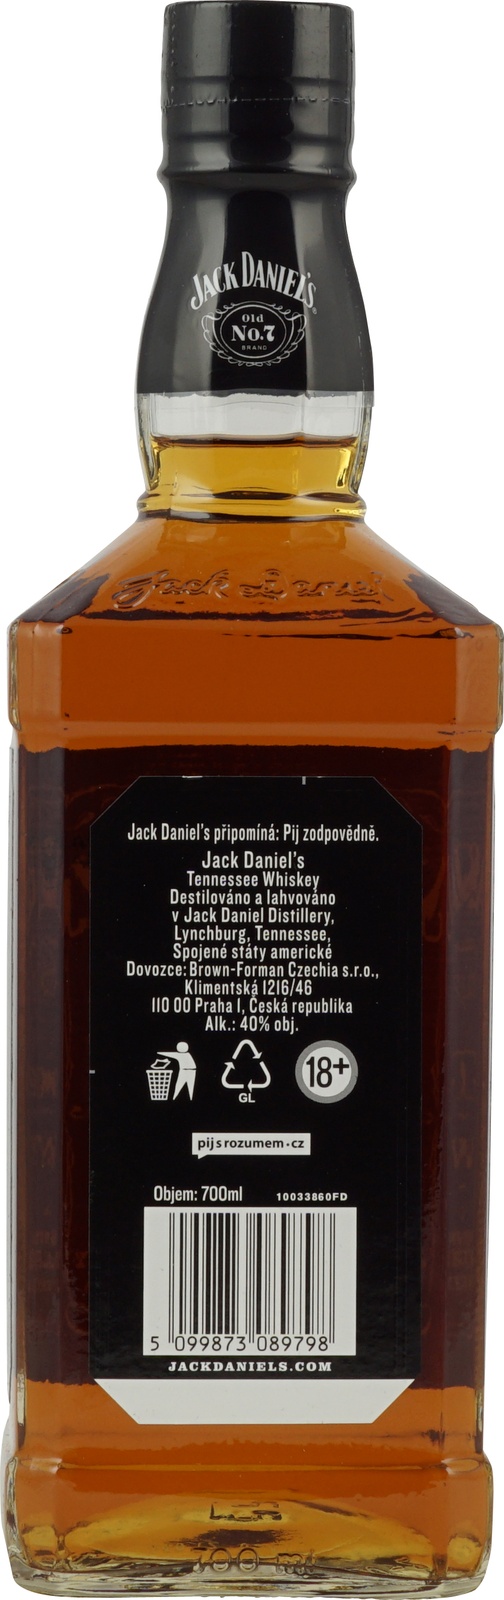 JACK DANIEL'S
Old
No.7
BRAND
Jack Daniel
Jack Daniel's připomíná: Pij zodpovědně.
Jack Daniel's
Tennessee Whiskey
Destilováno a lahvováno
v Jack Daniel Distillery,
Lynchburg, Tennessee,
Spojené státy americké
Dovozce: Brown-Forman Czechia s.r.o.,
Klimentská 1216/46
110 00 Praha 1, Česká republika
Alk.: 40% obj.
18+
GL
pij s rozumem.cz
Objem: 700ml 10033860FD
5 099873 089798
JACKDANIELS.COM
700 ml